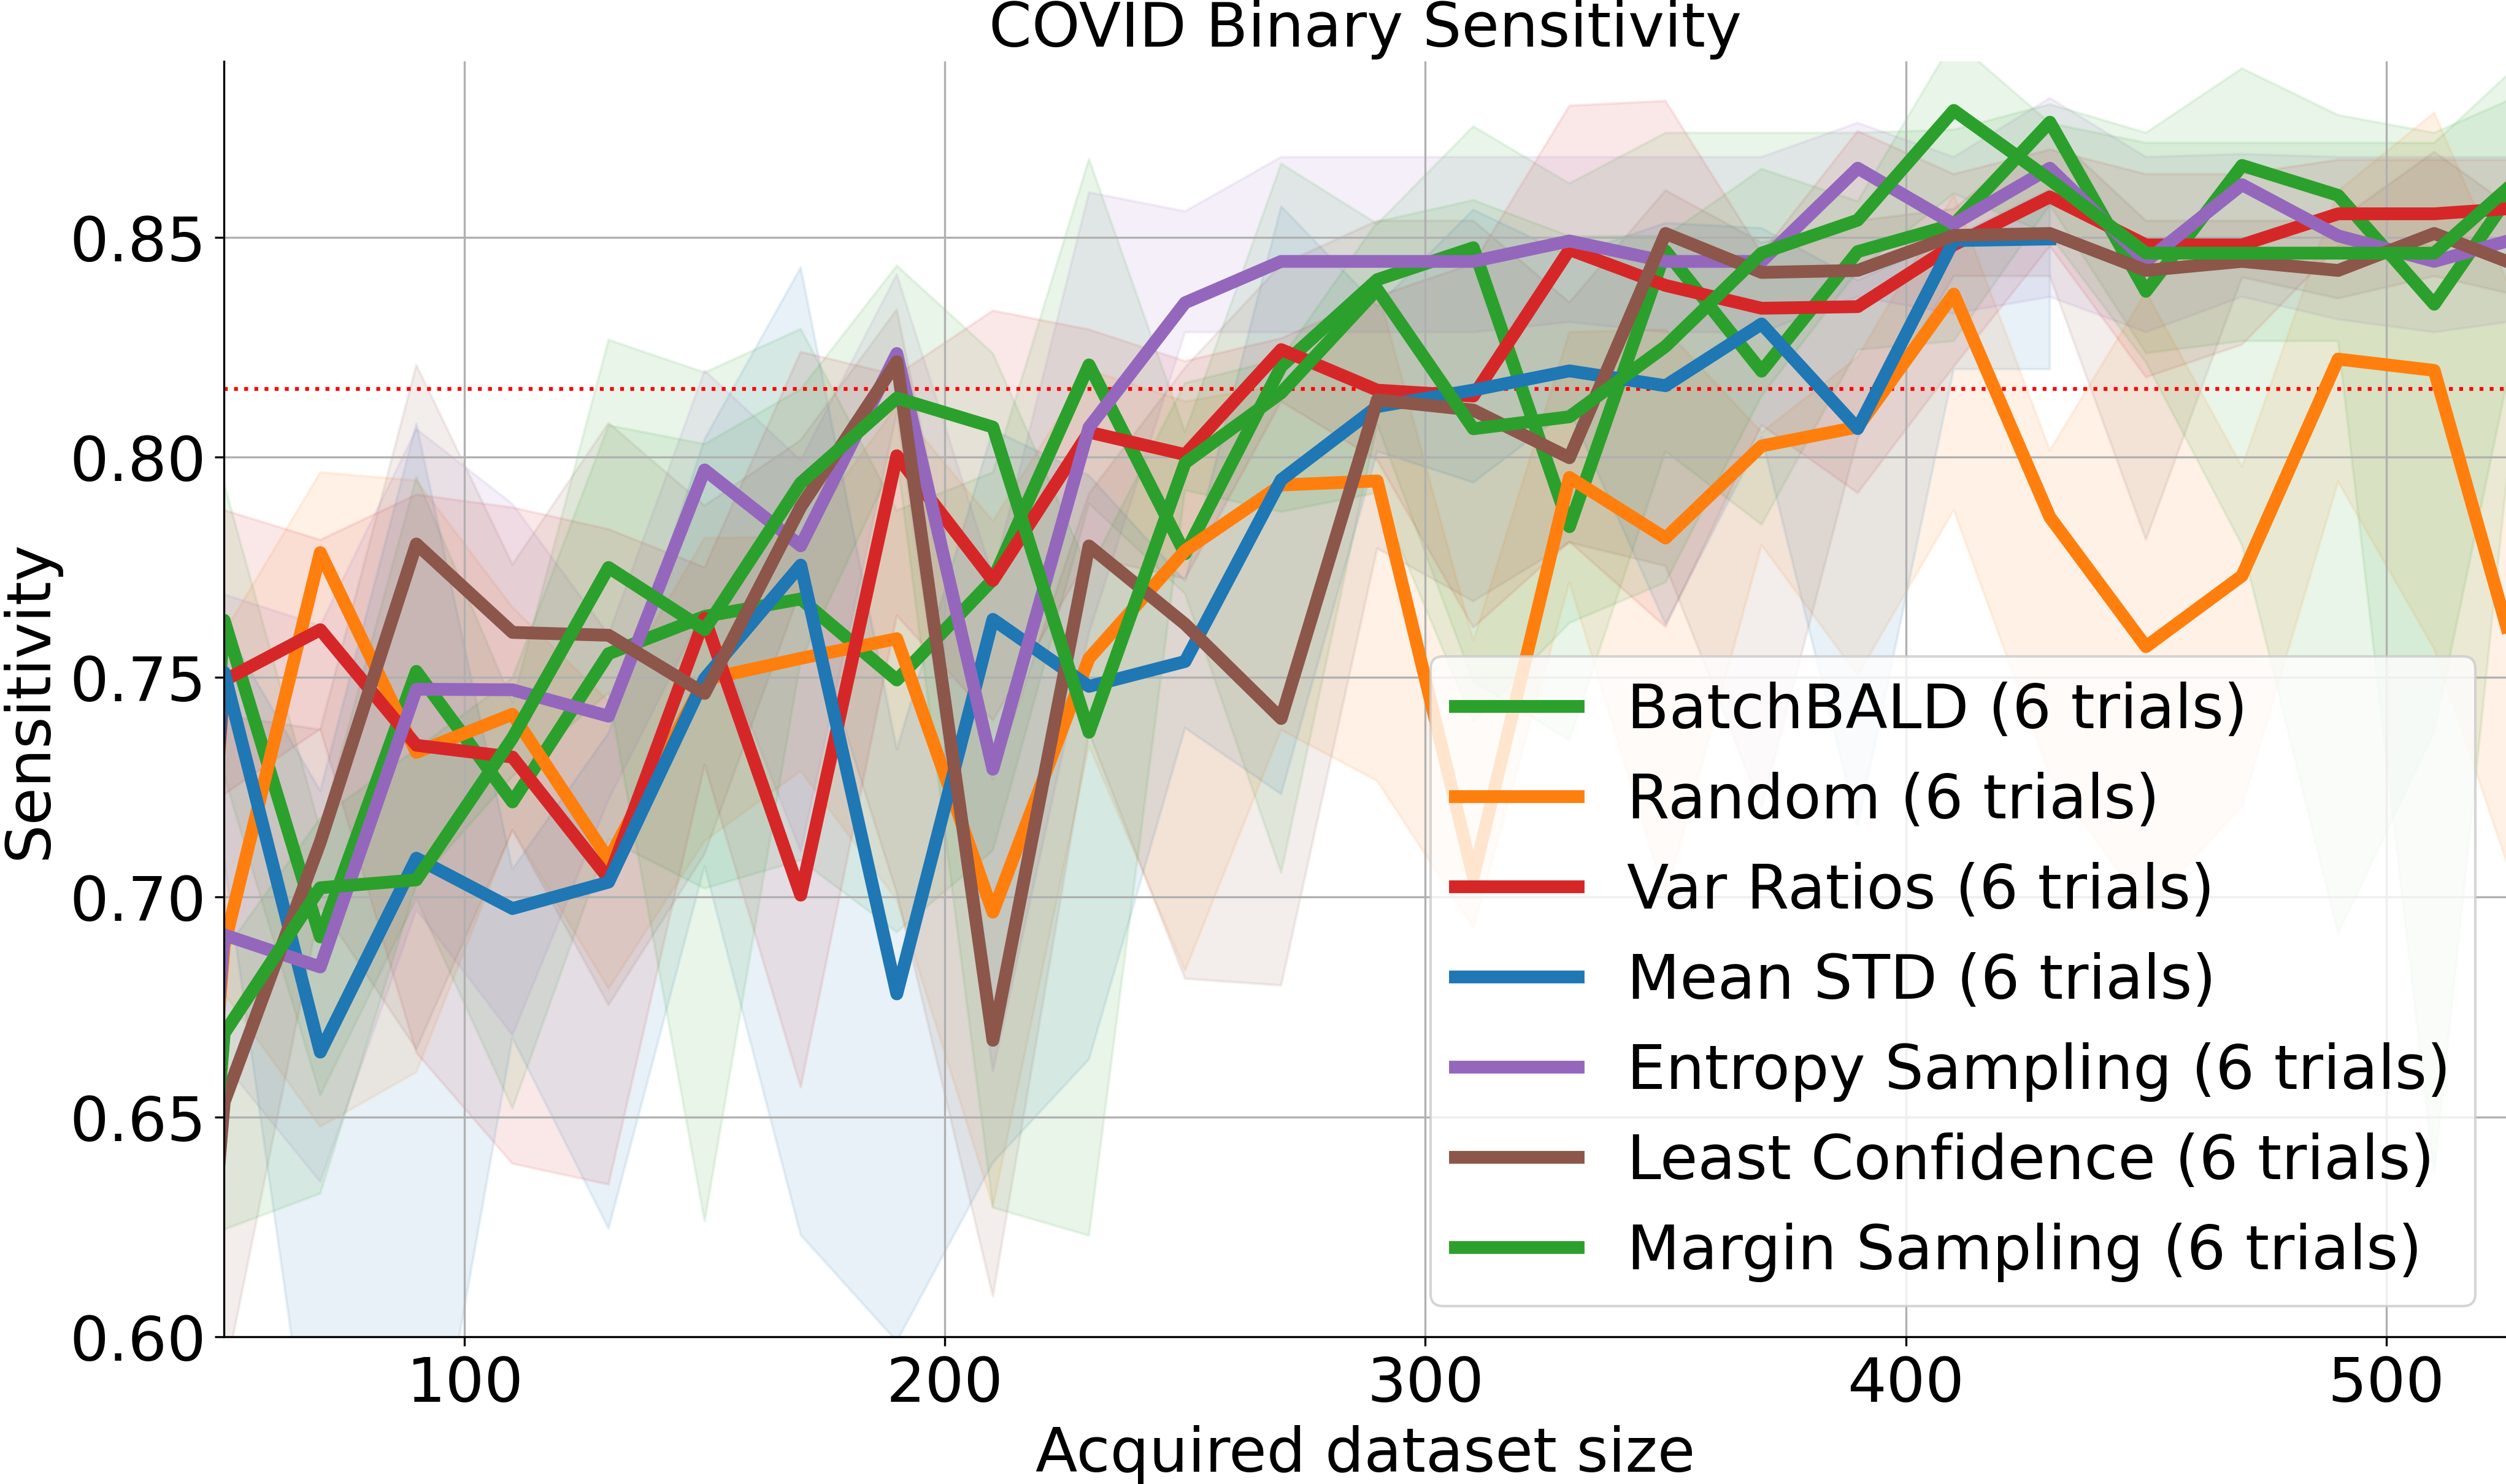 COVID Binary Sensitivity
Sensitivity
0.85
0.80
0.75
0.70
0.65
0.60
BatchBALD (6 trials)
Random (6 trials)
Var Ratios (6 trials)
Mean STD (6 trials)
Entropy Sampling (6 trials)
Least Confidence (6 trials)
Margin Sampling (6 trials)
100 200 300 400 500
Acquired dataset size